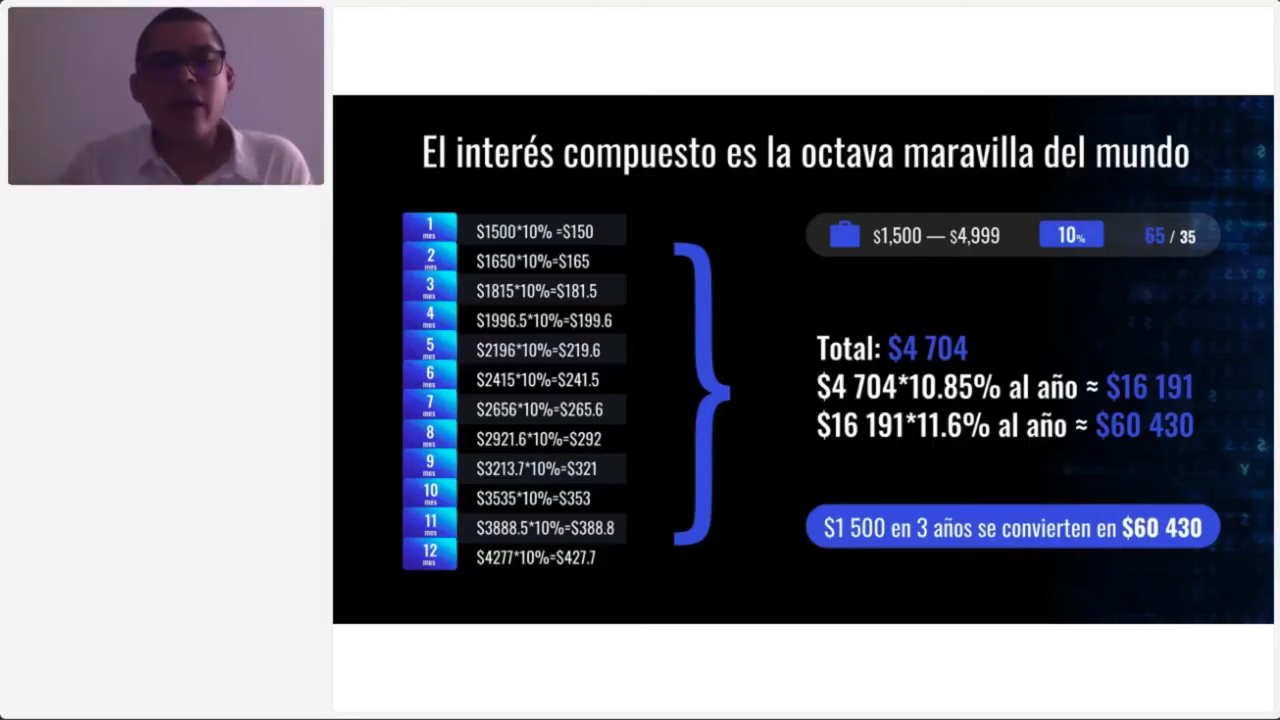 El interés compuesto es la octava maravilla del mundo
1 mes $1500*10% =$150
2 mes $1650*10%=$165
3 mes $1815*10%=$181.5
4 mes $1996.5*10%=$199.6
5 mes $2196*10%=$219.6
6 mes $2415*10%=$241.5
7 mes $2656*10%=$265.6
8 mes $2921.6*10%=$292
9 mes $3213.7*10%=$321
10 mes $3535*10%=$353
11 mes $3888.5*10%=$388.8
12 mes $4277*10%=$427.7
$1,500 — $4,999 10% 65 / 35
Total: $4 704
$4 704*10.85% al año ≈ $16 191
$16 191*11.6% al año ≈ $60 430
$1 500 en 3 años se convierten en $60 430